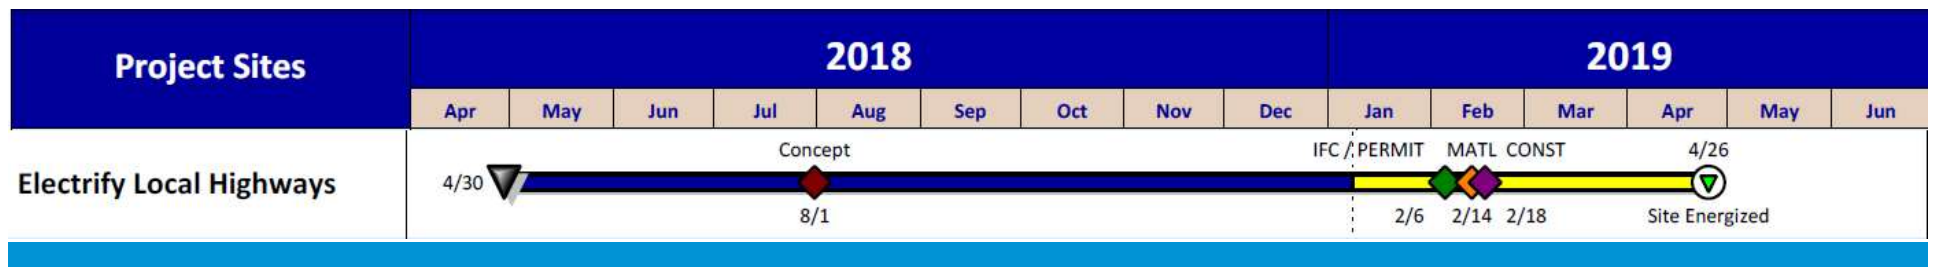 Project Sites
2018
2019
Apr May Jun Jul Aug Sep Oct Nov Dec Jan Feb Mar Apr May Jun
Concept IFC / PERMIT MATL CONST 4/26
Electrify Local Highways 4/30
8/1 2/6 2/14 2/18 Site Energized